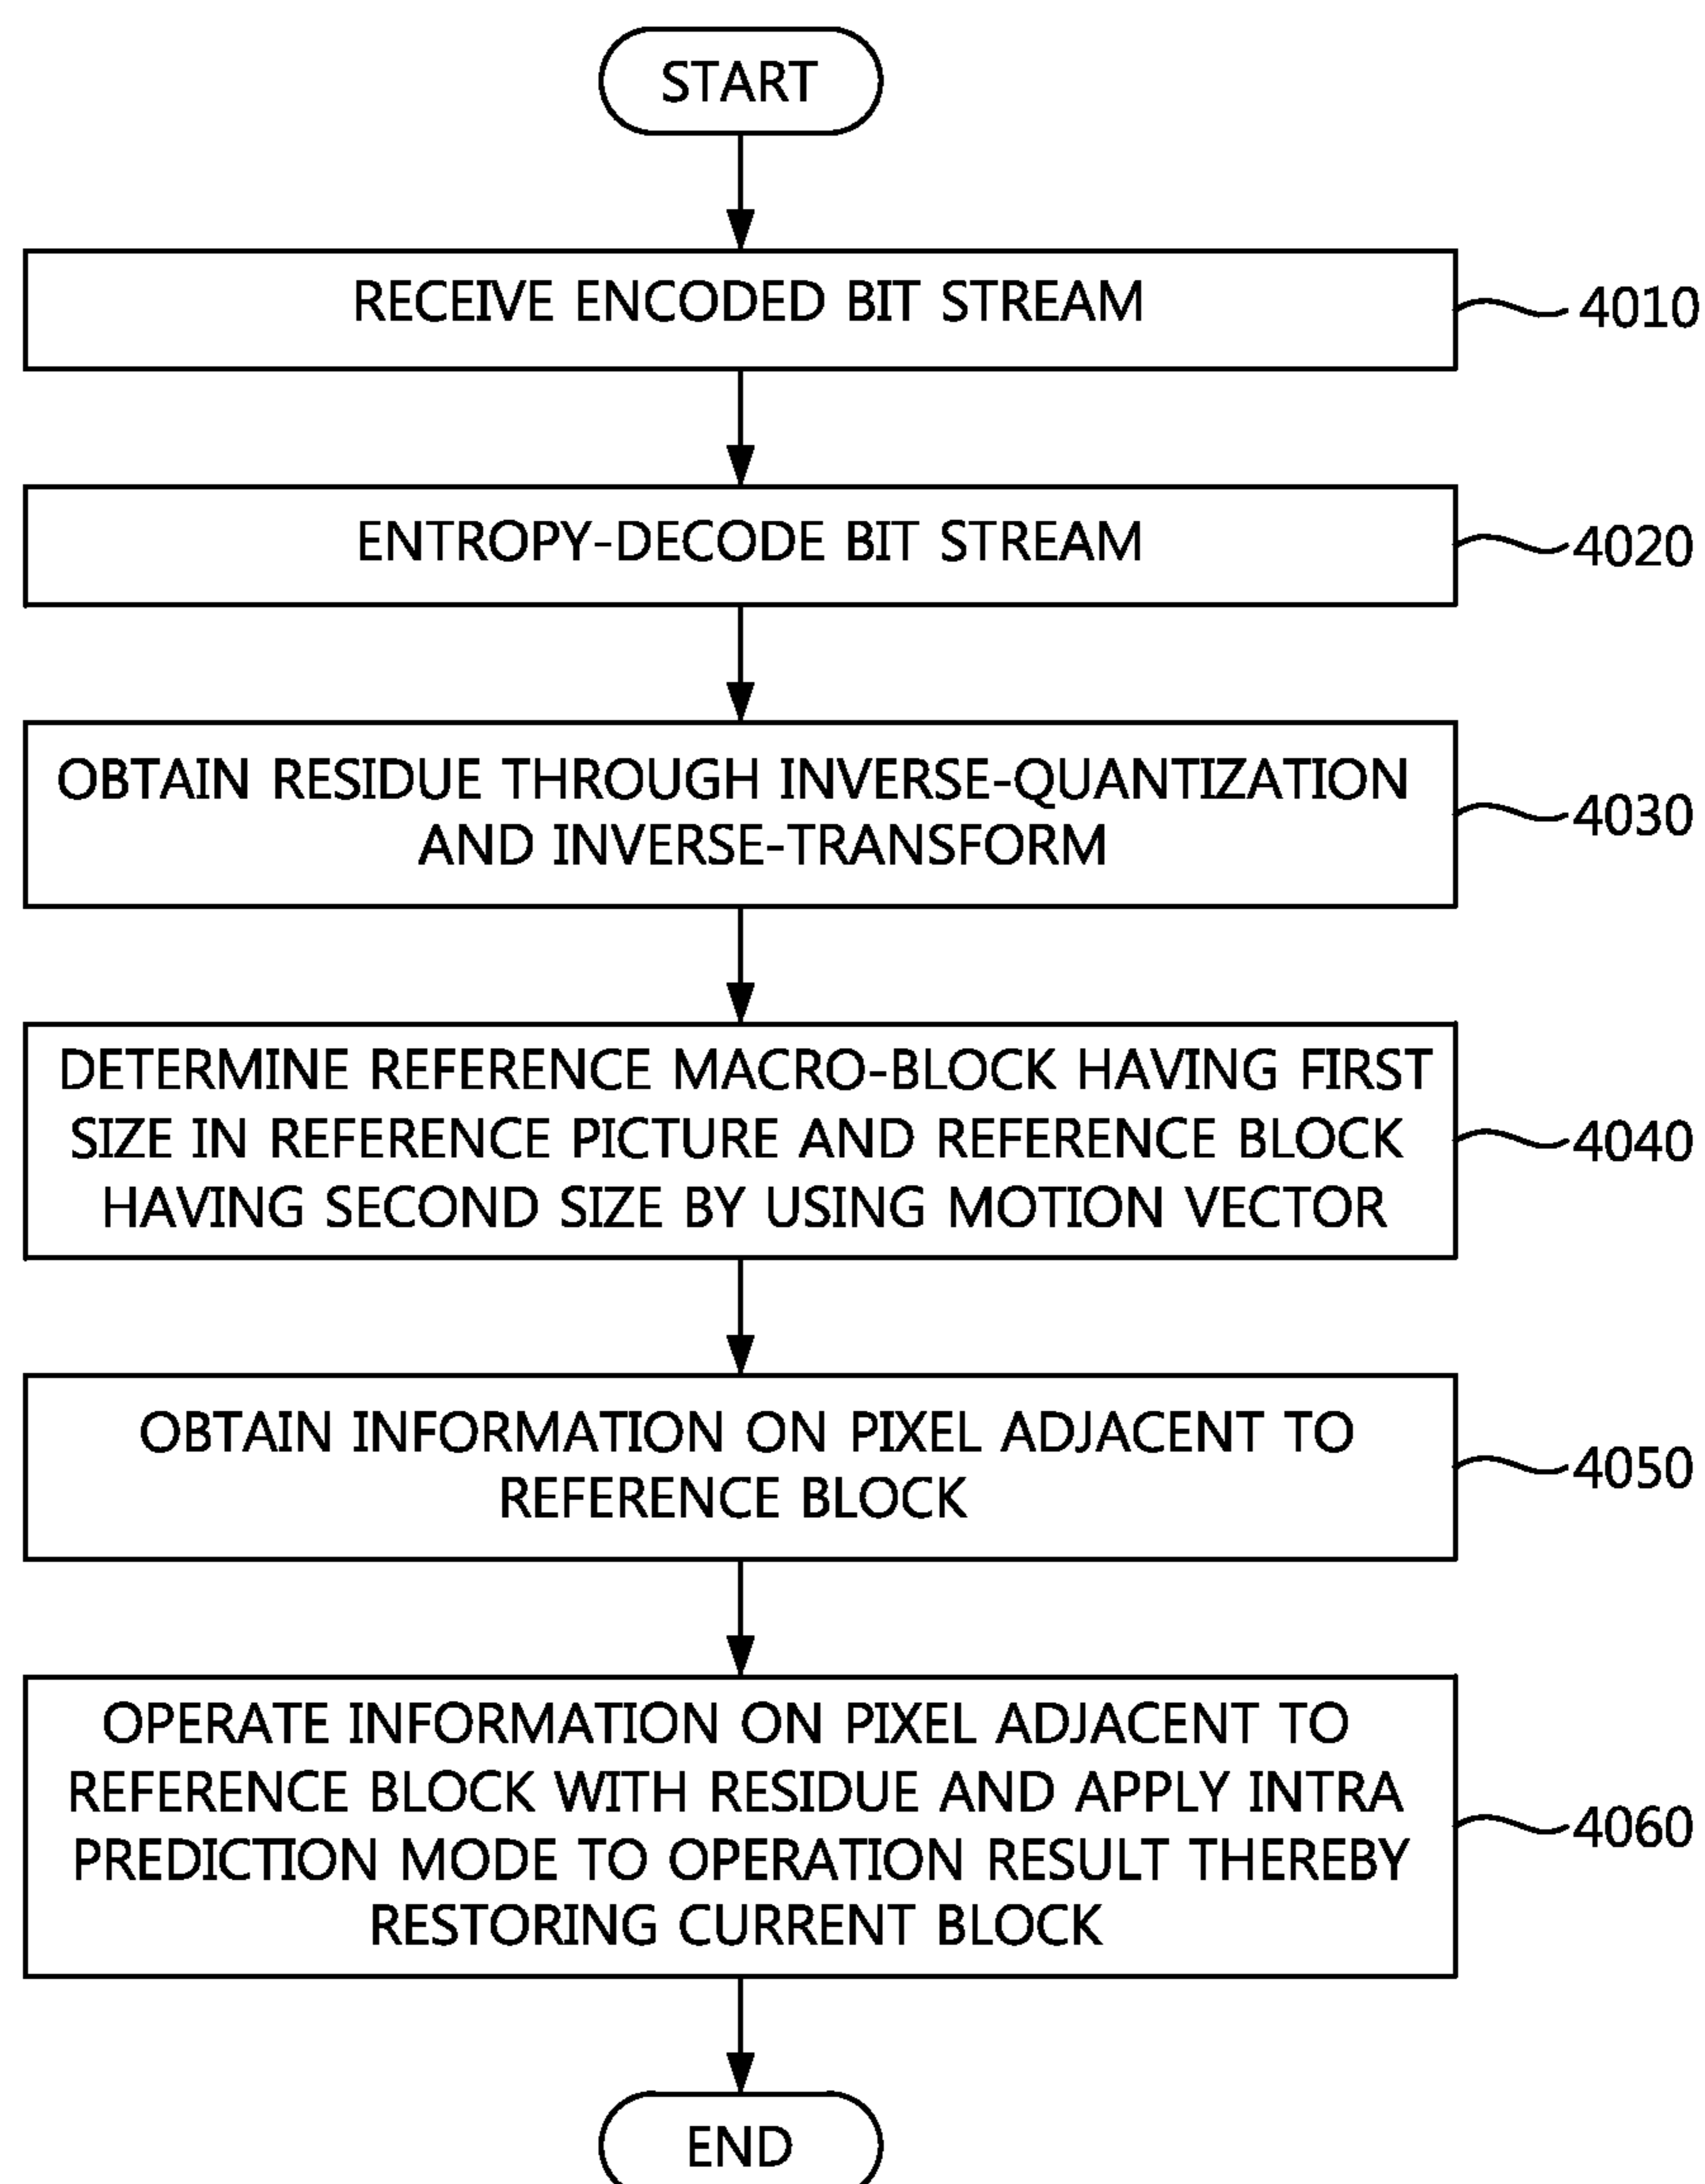 START
RECEIVE ENCODED BIT STREAM
4010
ENTROPY-DECODE BIT STREAM
4020
OBTAIN RESIDUE THROUGH INVERSE-QUANTIZATION
AND INVERSE-TRANSFORM
4030
DETERMINE REFERENCE MACRO-BLOCK HAVING FIRST
SIZE IN REFERENCE PICTURE AND REFERENCE BLOCK
HAVING SECOND SIZE BY USING MOTION VECTOR
4040
OBTAIN INFORMATION ON PIXEL ADJACENT TO
REFERENCE BLOCK
4050
OPERATE INFORMATION ON PIXEL ADJACENT TO
REFERENCE BLOCK WITH RESIDUE AND APPLY INTRA
PREDICTION MODE TO OPERATION RESULT THEREBY
RESTORING CURRENT BLOCK
4060
END